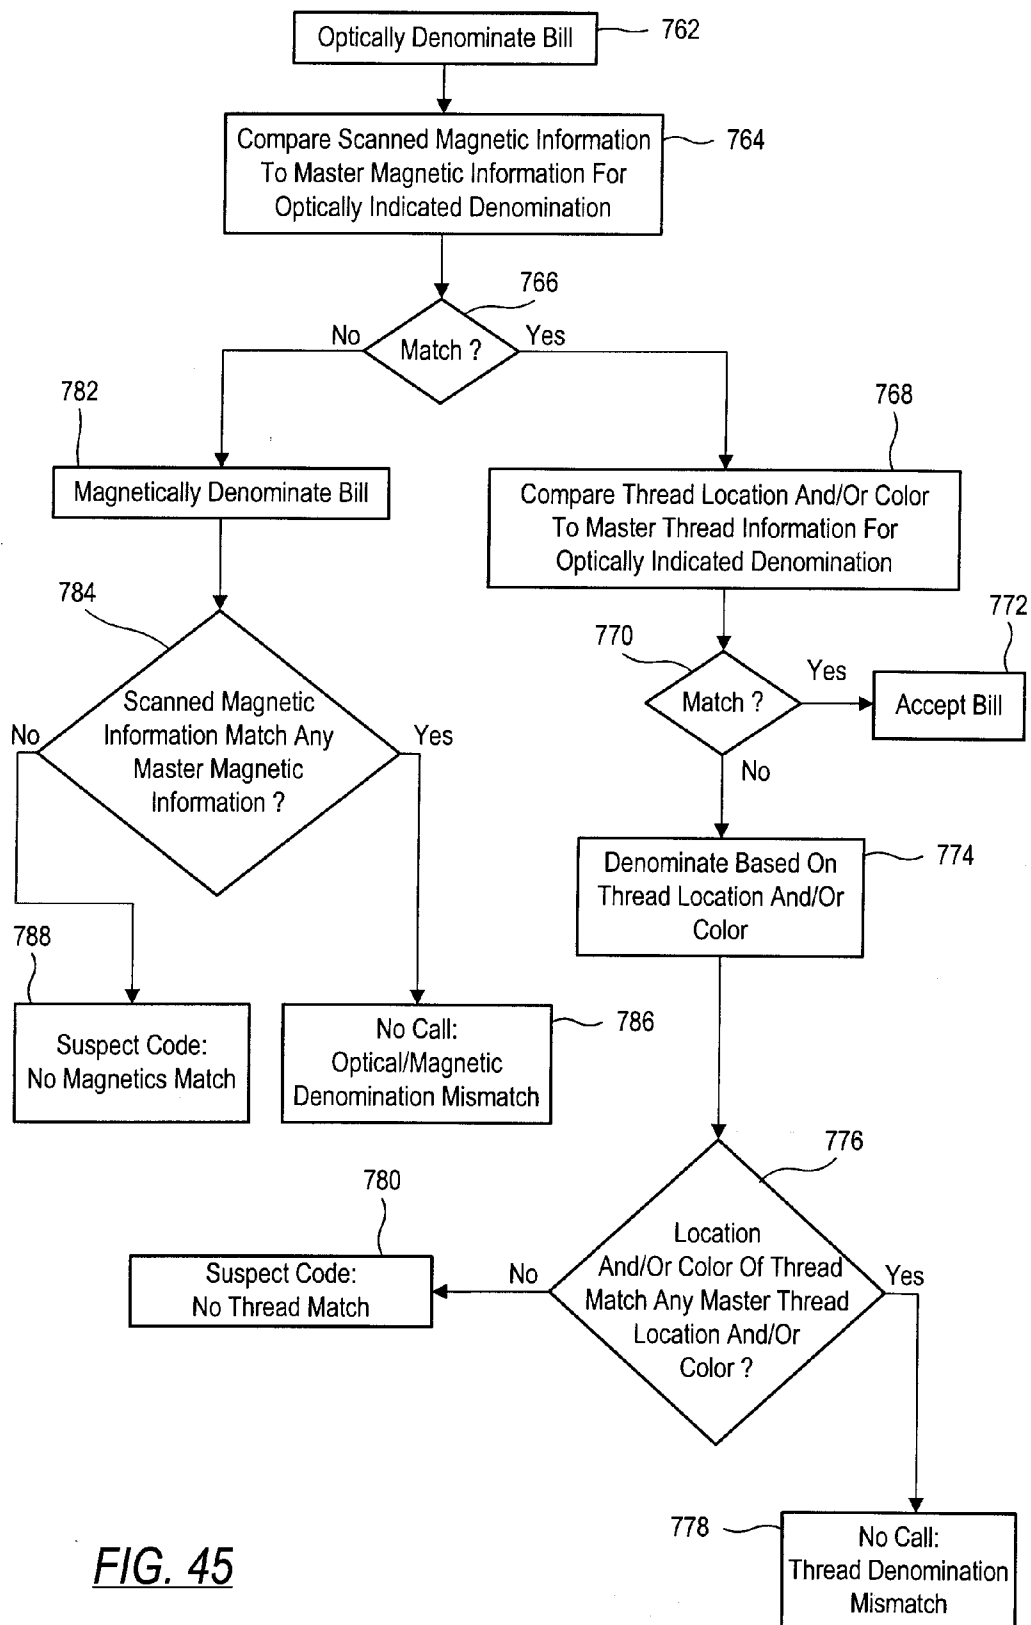 Optically Denominate Bill
762
Compare Scanned Magnetic Information
To Master Magnetic Information For
Optically Indicated Denomination
764
766
Match ?
No
Yes
782
Magnetically Denominate Bill
768
Compare Thread Location And/Or Color
To Master Thread Information For
Optically Indicated Denomination
784
Scanned Magnetic
Information Match Any
Master Magnetic
Information ?
No
Yes
770
Match ?
Yes
No
772
Accept Bill
Denominate Based On
Thread Location And/Or
Color
774
788
Suspect Code:
No Magnetics Match
No Call:
Optical/Magnetic
Denomination Mismatch
786
776
Location
And/Or Color Of Thread
Match Any Master Thread
Location And/Or
Color ?
No
Yes
780
Suspect Code:
No Thread Match
778
No Call:
Thread Denomination
Mismatch
FIG. 45